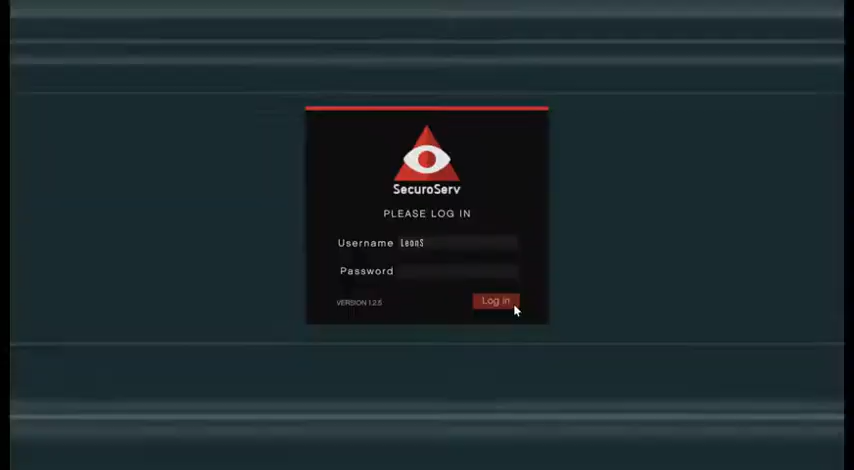 SecuroServ
PLEASE LOG IN
Username LeonS
Password
VERSION 1.2.5
Log in